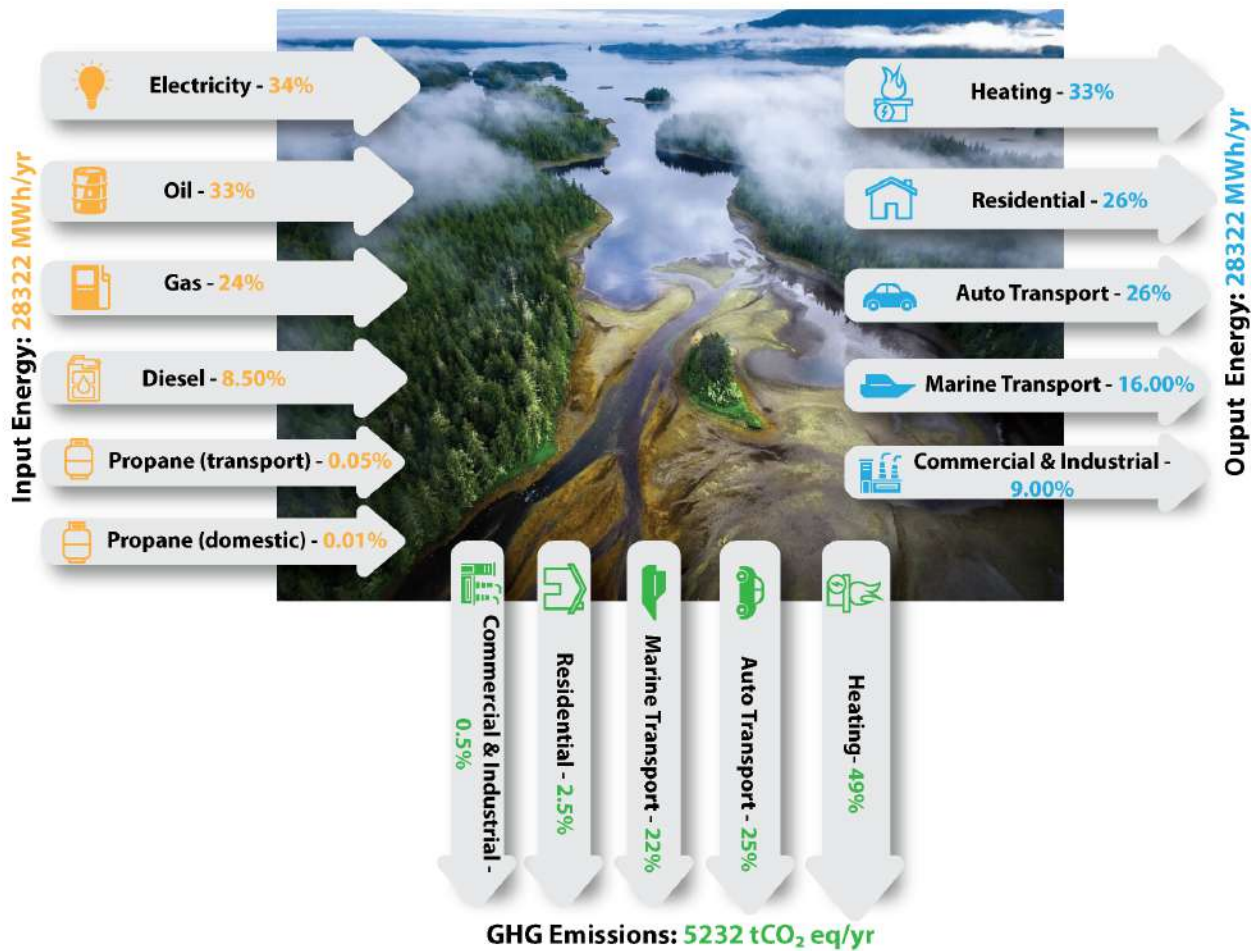 Input Energy: 28322 MWh/yr
Electricity - 34%
Oil - 33%
Gas - 24%
Diesel - 8.50%
Propane (transport) - 0.05%
Propane (domestic) - 0.01%
Heating - 33%
Residential - 26%
Auto Transport - 26%
Marine Transport - 16.00%
Commercial & Industrial -
9.00%
Ouput Energy: 28322 MWh/yr
Commercial & Industrial -
0.5%
Residential - 2.5%
Marine Transport - 22%
Auto Transport - 25%
Heating- 49%
GHG Emissions: 5232 tCO₂ eq/yr